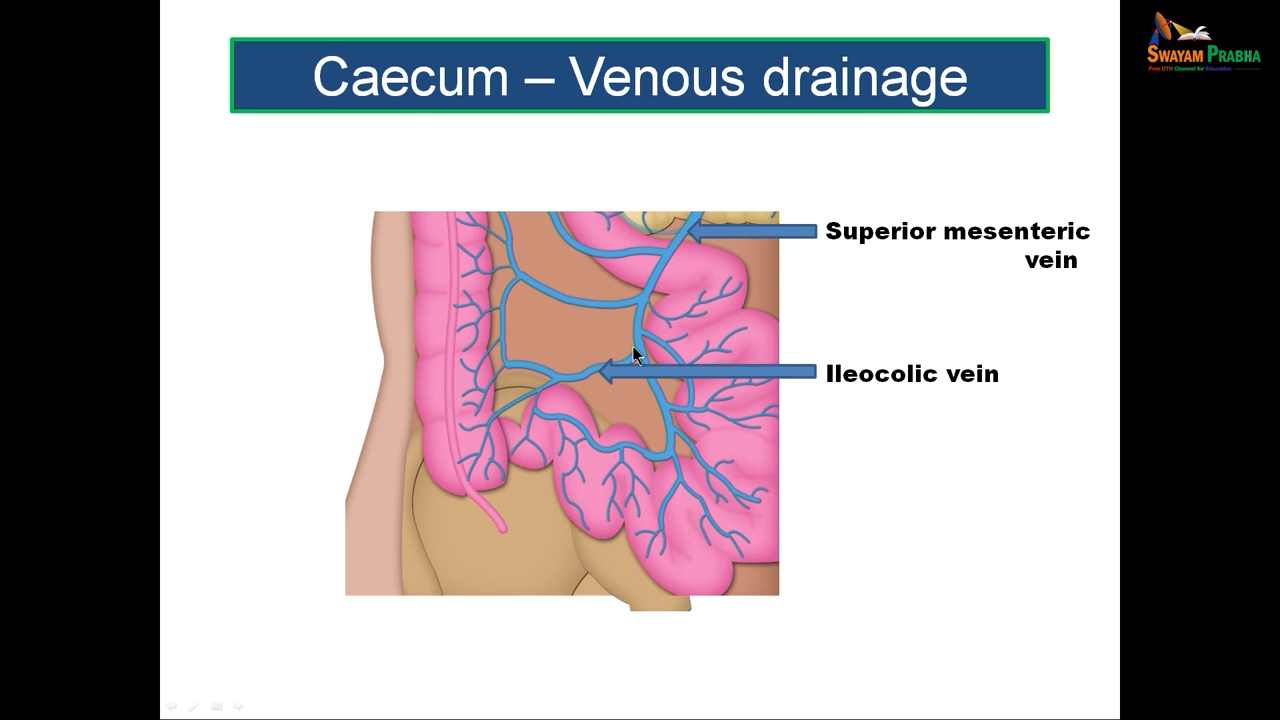 Caecum – Venous drainage
SWAYAM PRABHA
Free DTH Channel for Education
Superior mesenteric
vein
Ileocolic vein